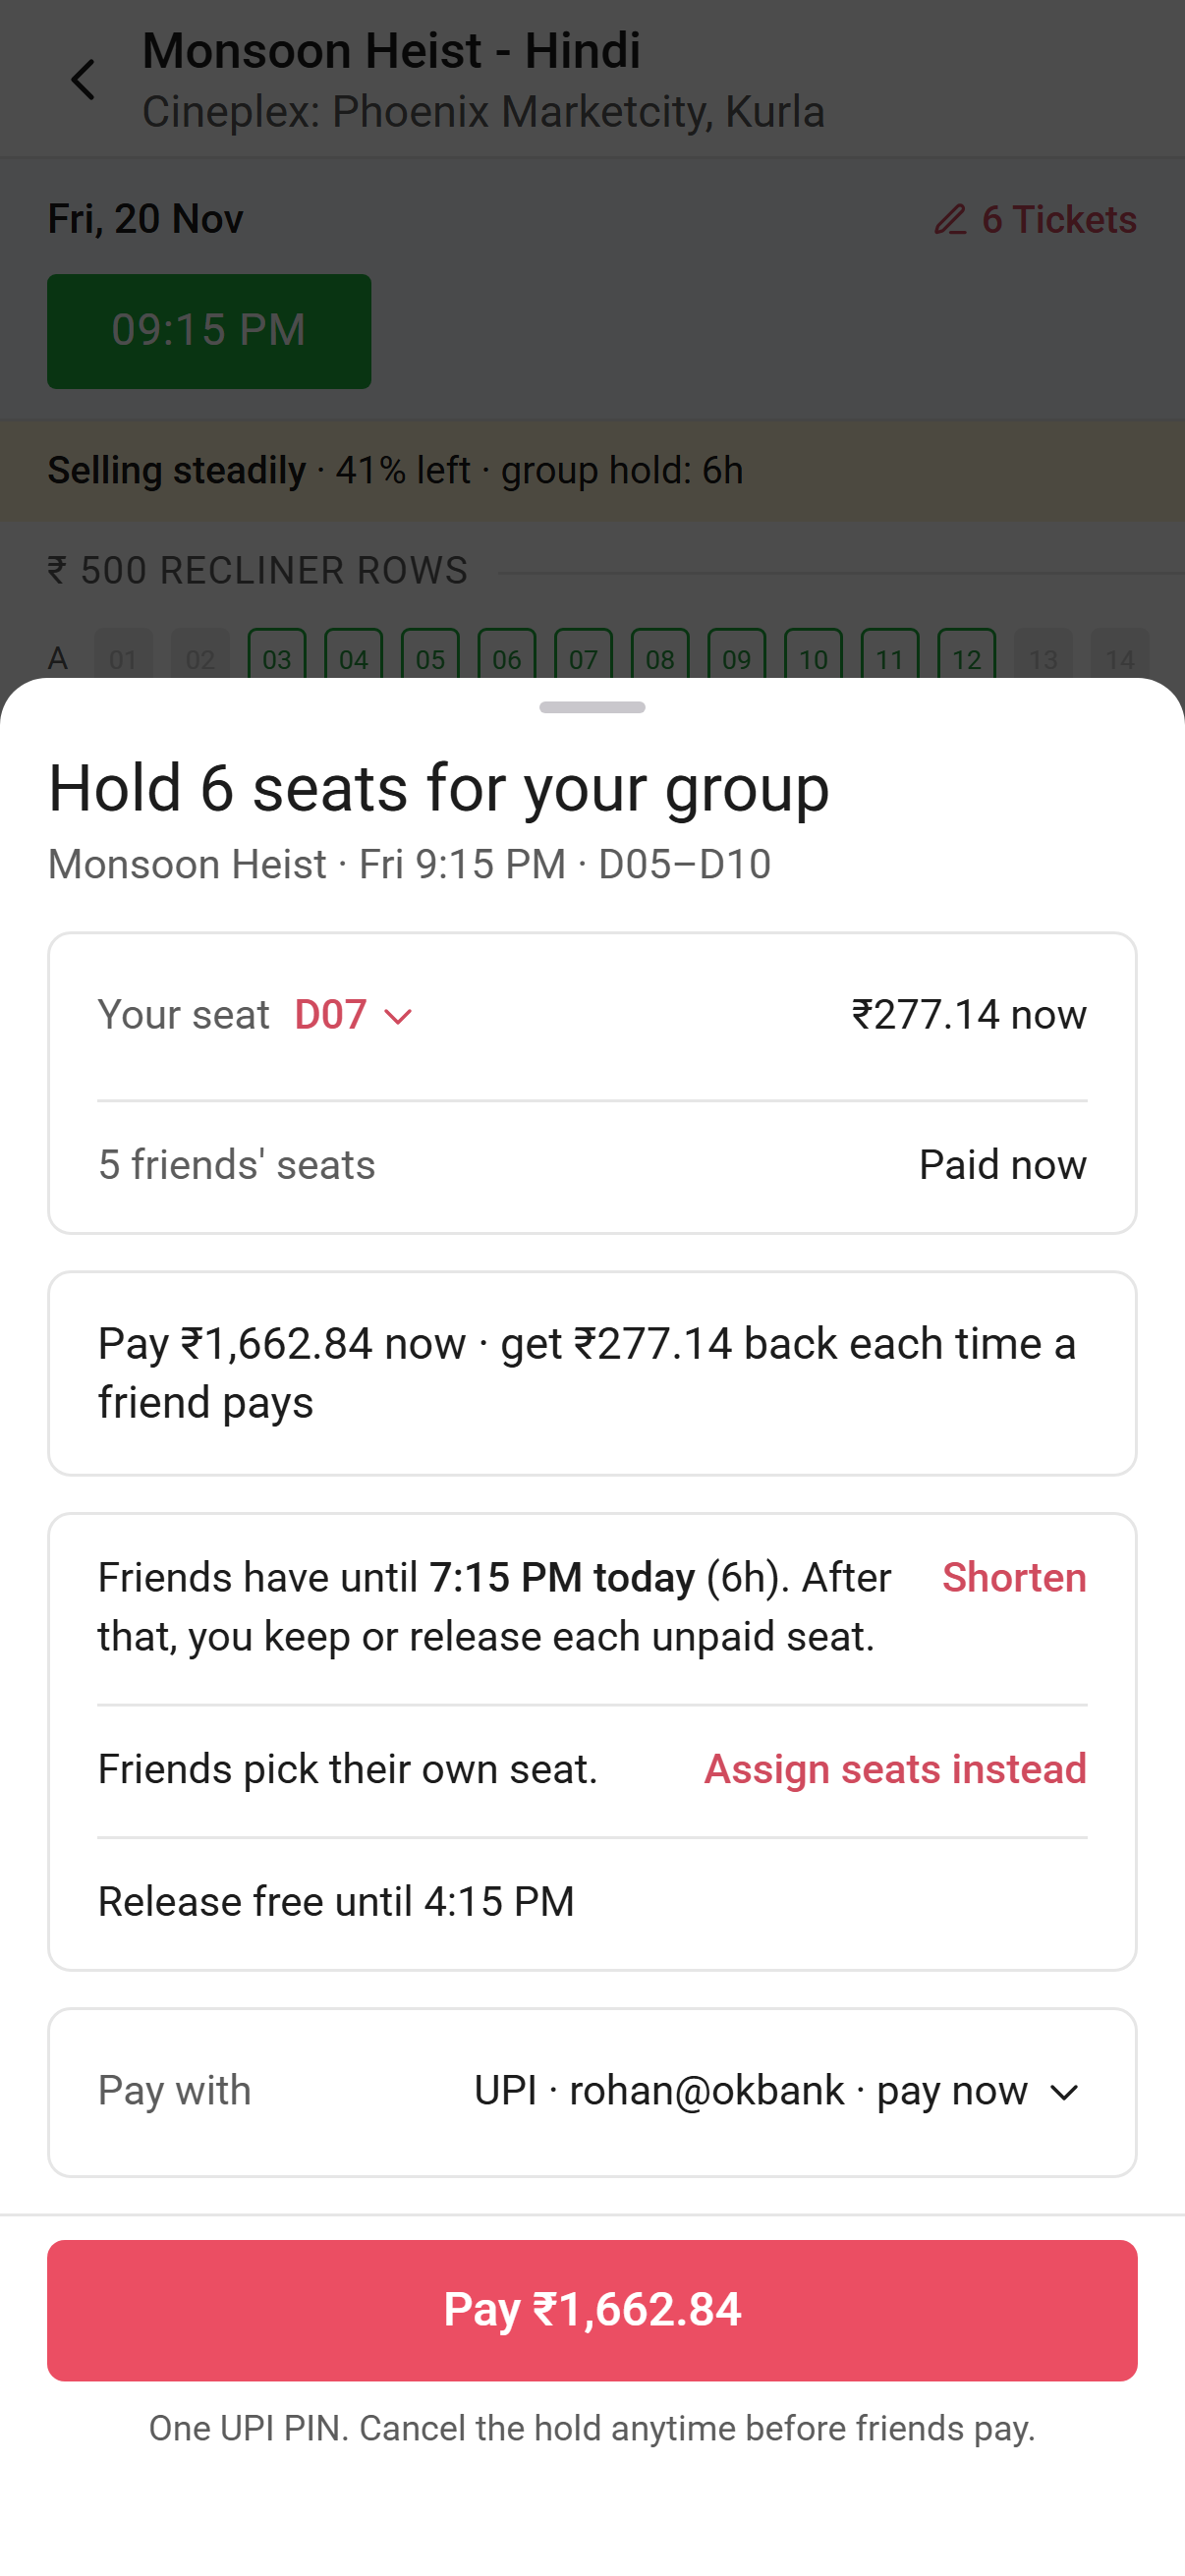 Monsoon Heist - Hindi
Cineplex: Phoenix Marketcity, Kurla
Fri, 20 Nov
6 Tickets
09:15 PM
Selling steadily · 41% left · group hold: 6h
₹ 500 RECLINER ROWS
A 01 02 03 04 05 06 07 08 09 10 11 12 13 14
Hold 6 seats for your group
Monsoon Heist · Fri 9:15 PM · D05–D10
Your seat D07 ₹277.14 now
5 friends' seats Paid now
Pay ₹1,662.84 now · get ₹277.14 back each time a
friend pays
Friends have until 7:15 PM today (6h). After
that, you keep or release each unpaid seat.
Shorten
Friends pick their own seat. Assign seats instead
Release free until 4:15 PM
Pay with UPI · rohan@okbank · pay now
Pay ₹1,662.84
One UPI PIN. Cancel the hold anytime before friends pay.